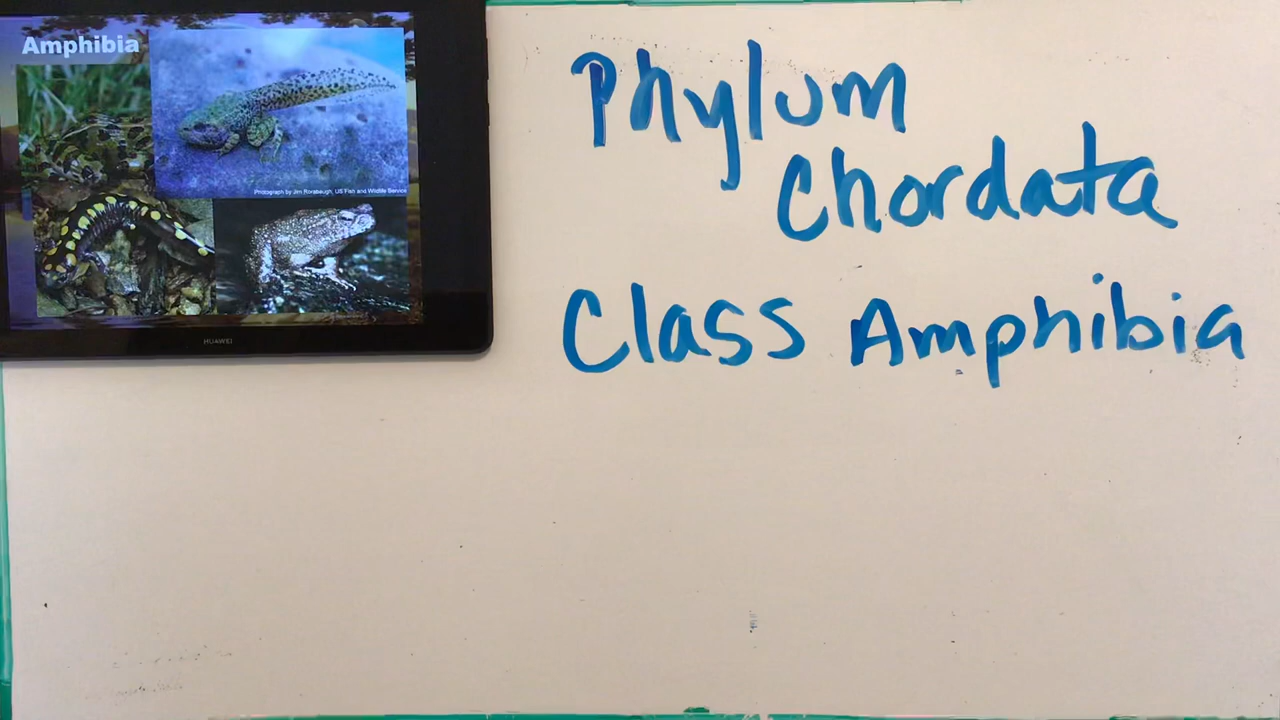 Amphibia
Photograph by Jim Rorabaugh, US Fish and Wildlife Service
HUAWEI
Phylum
Chordata
Class Amphibia